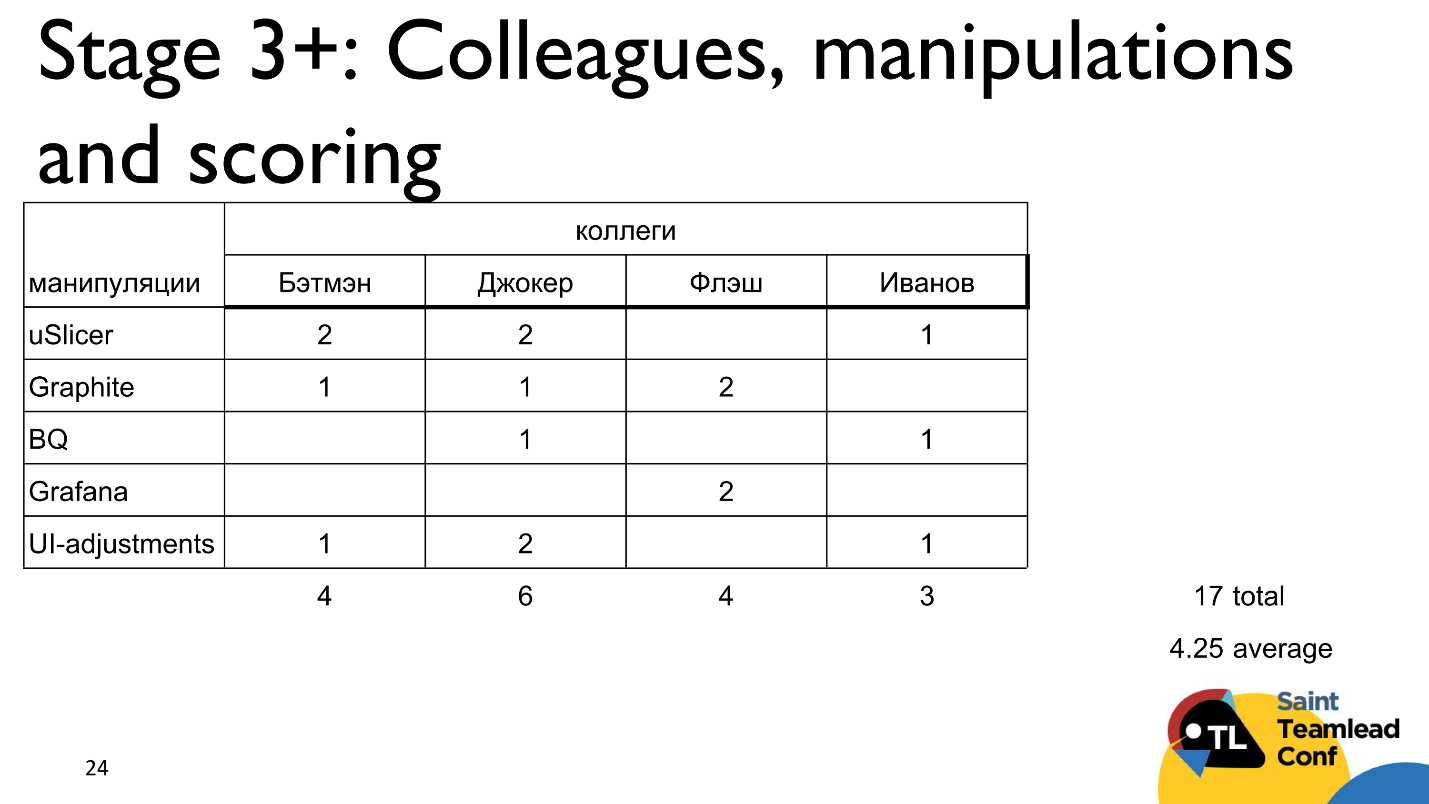 Stage 3+: Colleagues, manipulations
and scoring
коллеги
манипуляции Бэтмэн Джокер Флэш Иванов
uSlicer 2 2 1
Graphite 1 1 2
BQ 1 1
Grafana 2
UI-adjustments 1 2 1
4 6 4 3 17 total
4.25 average
TL
Saint
Teamlead
Conf
24